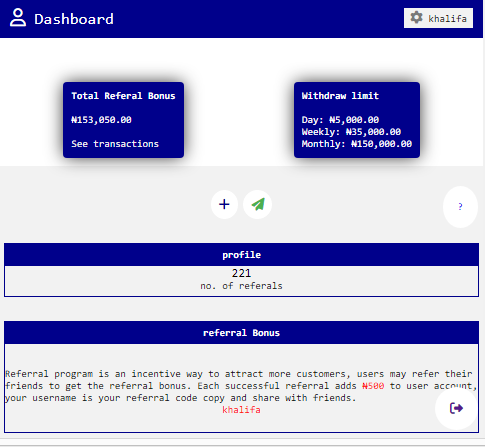 Dashboard
khalifa
Total Referal Bonus
₦153,050.00
See transactions
Withdraw limit
Day: ₦5,000.00
Weekly: ₦35,000.00
Monthly: ₦150,000.00
?
profile
221
no. of referals
referral Bonus
Referral program is an incentive way to attract more customers, users may refer their
friends to get the referral bonus. Each successful referal adds ₦500 to user account,
your username is your referral code copy and share with friends.
khalifa